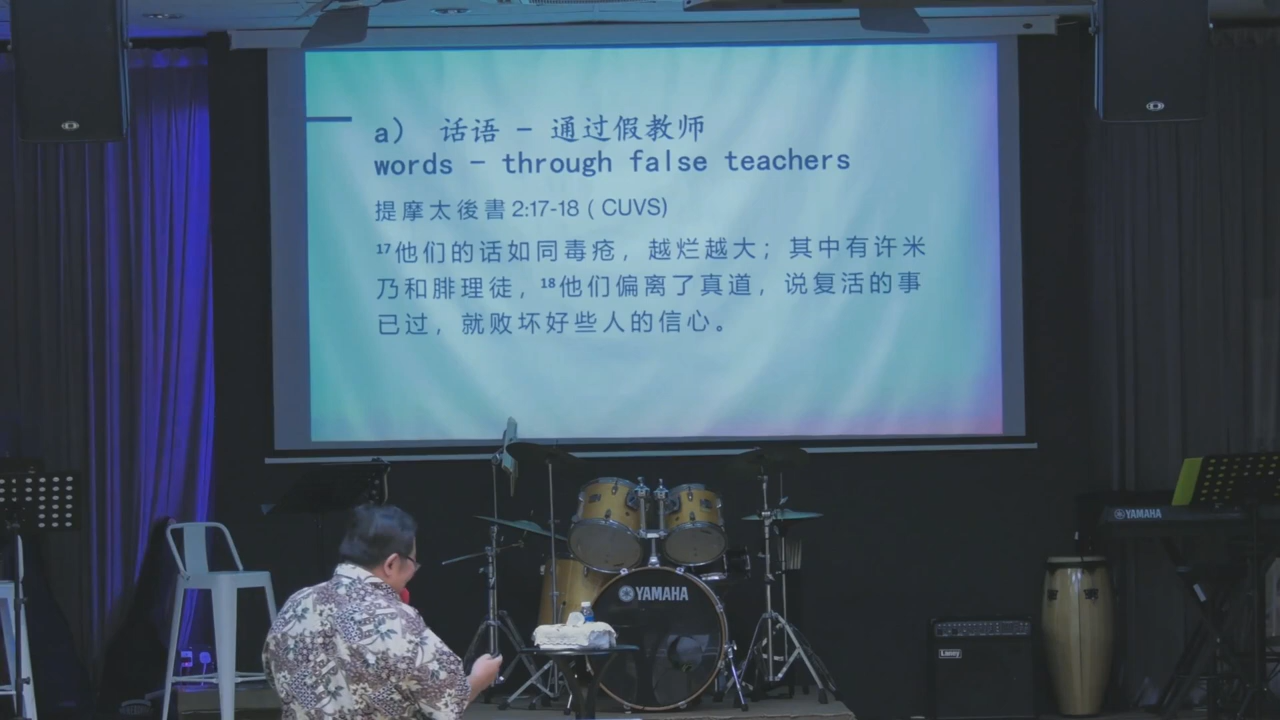 a） 话语 - 通过假教师
words - through false teachers
提摩太後書 2:17-18 ( CUVS)
17他们的话如同毒疮，越烂越大；其中有许米
乃和腓理徒，18他们偏离了真道，说复活的事
已过，就败坏好些人的信心。
YAMAHA
YAMAHA
Laney